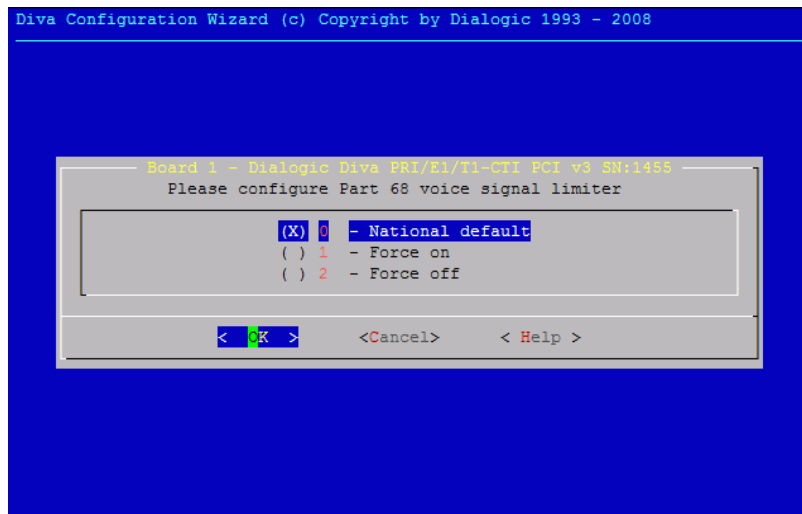 Diva Configuration Wizard (c) Copyright by Dialogic 1993 - 2008
Board 1 - Dialogic Diva PRI/E1/T1-CTI PCI v3 SN:1455
Please configure Part 68 voice signal limiter
(X) 0 - National default
( ) 1 - Force on
( ) 2 - Force off
< OK > <Cancel> < Help >